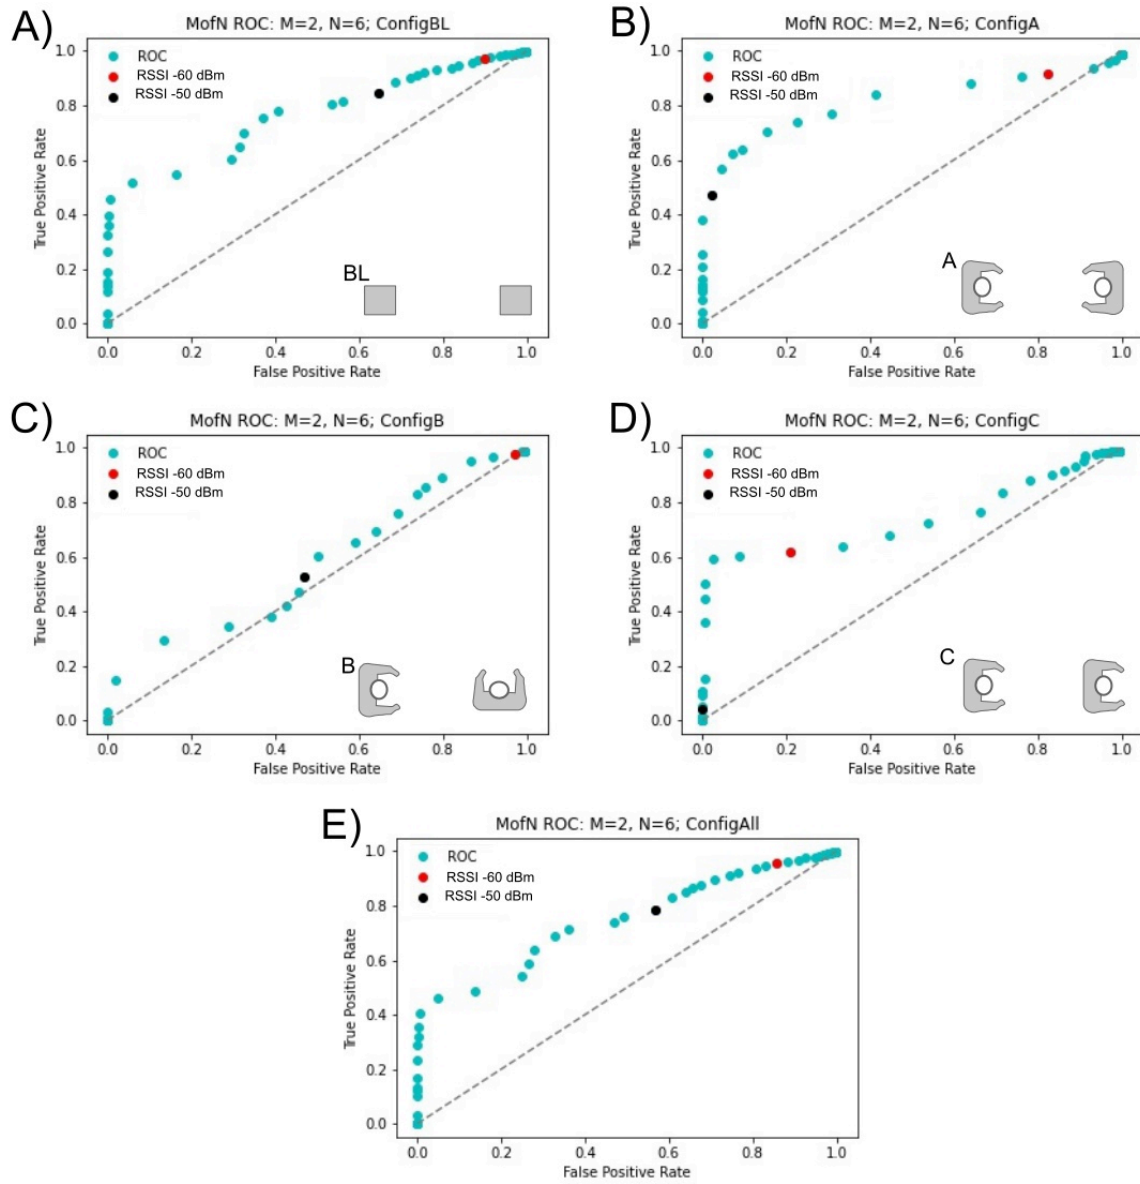 A)
MofN ROC: M=2, N=6; ConfigBL
1.0
0.8
0.6
0.4
0.2
0.0
True Positive Rate
ROC
RSSI -60 dBm
RSSI -50 dBm
BL
0.0 0.2 0.4 0.6 0.8 1.0
False Positive Rate
B)
MofN ROC: M=2, N=6; ConfigA
1.0
0.8
0.6
0.4
0.2
0.0
True Positive Rate
ROC
RSSI -60 dBm
RSSI -50 dBm
A
0.0 0.2 0.4 0.6 0.8 1.0
False Positive Rate
C)
MofN ROC: M=2, N=6; ConfigB
1.0
0.8
0.6
0.4
0.2
0.0
True Positive Rate
ROC
RSSI -60 dBm
RSSI -50 dBm
B
0.0 0.2 0.4 0.6 0.8 1.0
False Positive Rate
D)
MofN ROC: M=2, N=6; ConfigC
1.0
0.8
0.6
0.4
0.2
0.0
True Positive Rate
ROC
RSSI -60 dBm
RSSI -50 dBm
C
0.0 0.2 0.4 0.6 0.8 1.0
False Positive Rate
E)
MofN ROC: M=2, N=6; ConfigAll
1.0
0.8
0.6
0.4
0.2
0.0
True Positive Rate
ROC
RSSI -60 dBm
RSSI -50 dBm
0.0 0.2 0.4 0.6 0.8 1.0
False Positive Rate